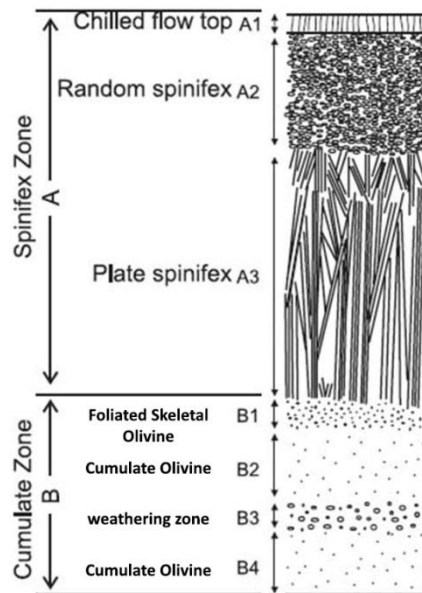 Chilled flow top A1
Random spinifex A2
Spinifex Zone
A
Plate spinifex A3
Foliated Skeletal
Olivine
B1
Cumulate Olivine B2
Cumulate Zone
B
weathering zone B3
Cumulate Olivine B4